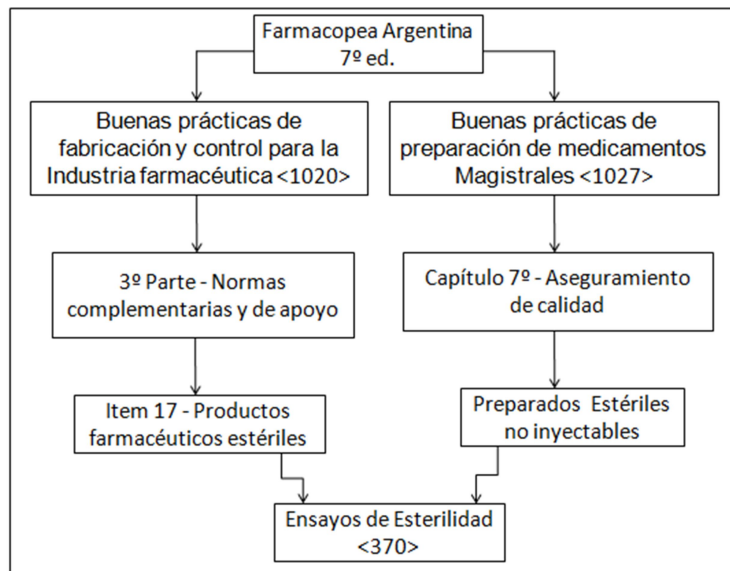 Farmacopea Argentina
7º ed.
Buenas prácticas de
fabricación y control para la
Industria farmacéutica <1020>
Buenas prácticas de
preparación de medicamentos
Magistrales <1027>
3º Parte - Normas
complementarias y de apoyo
Capítulo 7º - Aseguramiento
de calidad
Item 17 - Productos
farmacéuticos estériles
Preparados Estériles
no inyectables
Ensayos de Esterilidad
<370>